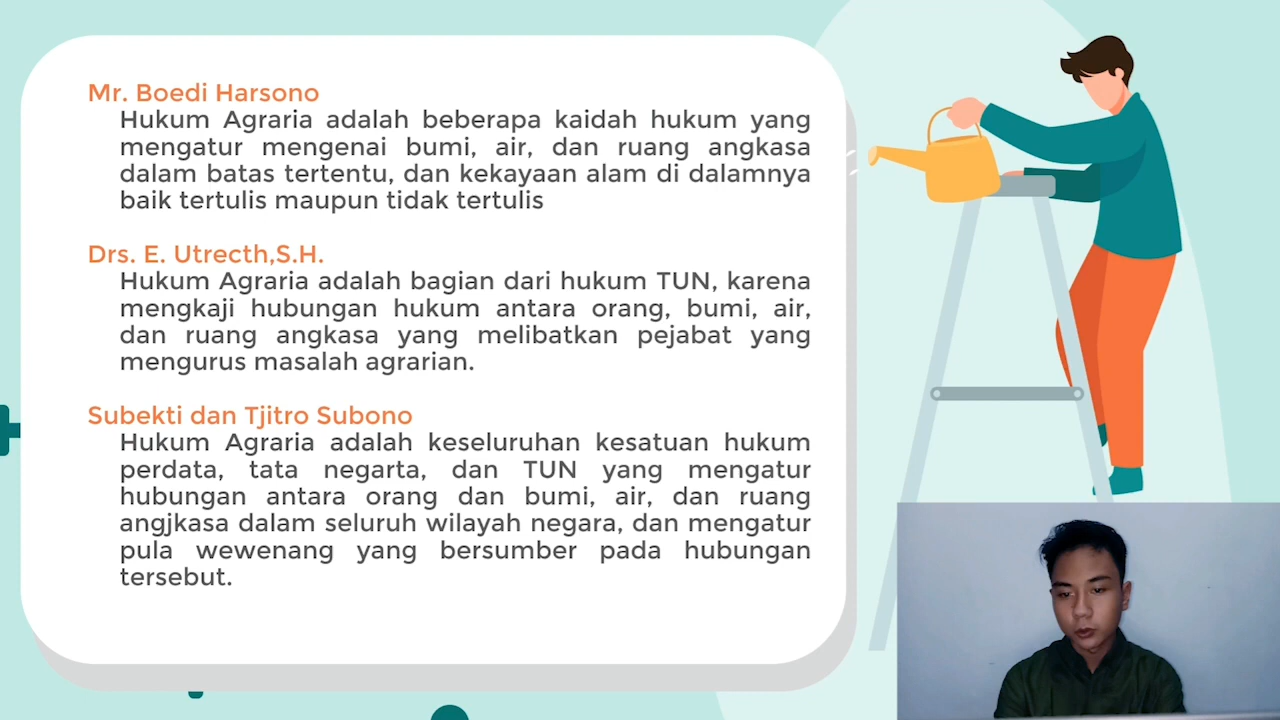 Mr. Boedi Harsono
Hukum Agraria adalah beberapa kaidah hukum yang
mengatur mengenai bumi, air, dan ruang angkasa
dalam batas tertentu, dan kekayaan alam di dalamnya
baik tertulis maupun tidak tertulis
Drs. E. Utrecth,S.H.
Hukum Agraria adalah bagian dari hukum TUN, karena
mengkaji hubungan hukum antara orang, bumi, air,
dan ruang angkasa yang melibatkan pejabat yang
mengurus masalah agrarian.
Subekti dan Tjitro Subono
Hukum Agraria adalah keseluruhan kesatuan hukum
perdata, tata negarta, dan TUN yang mengatur
hubungan antara orang dan bumi, air, dan ruang
angjkasa dalam seluruh wilayah negara, dan mengatur
pula wewenang yang bersumber pada hubungan
tersebut.